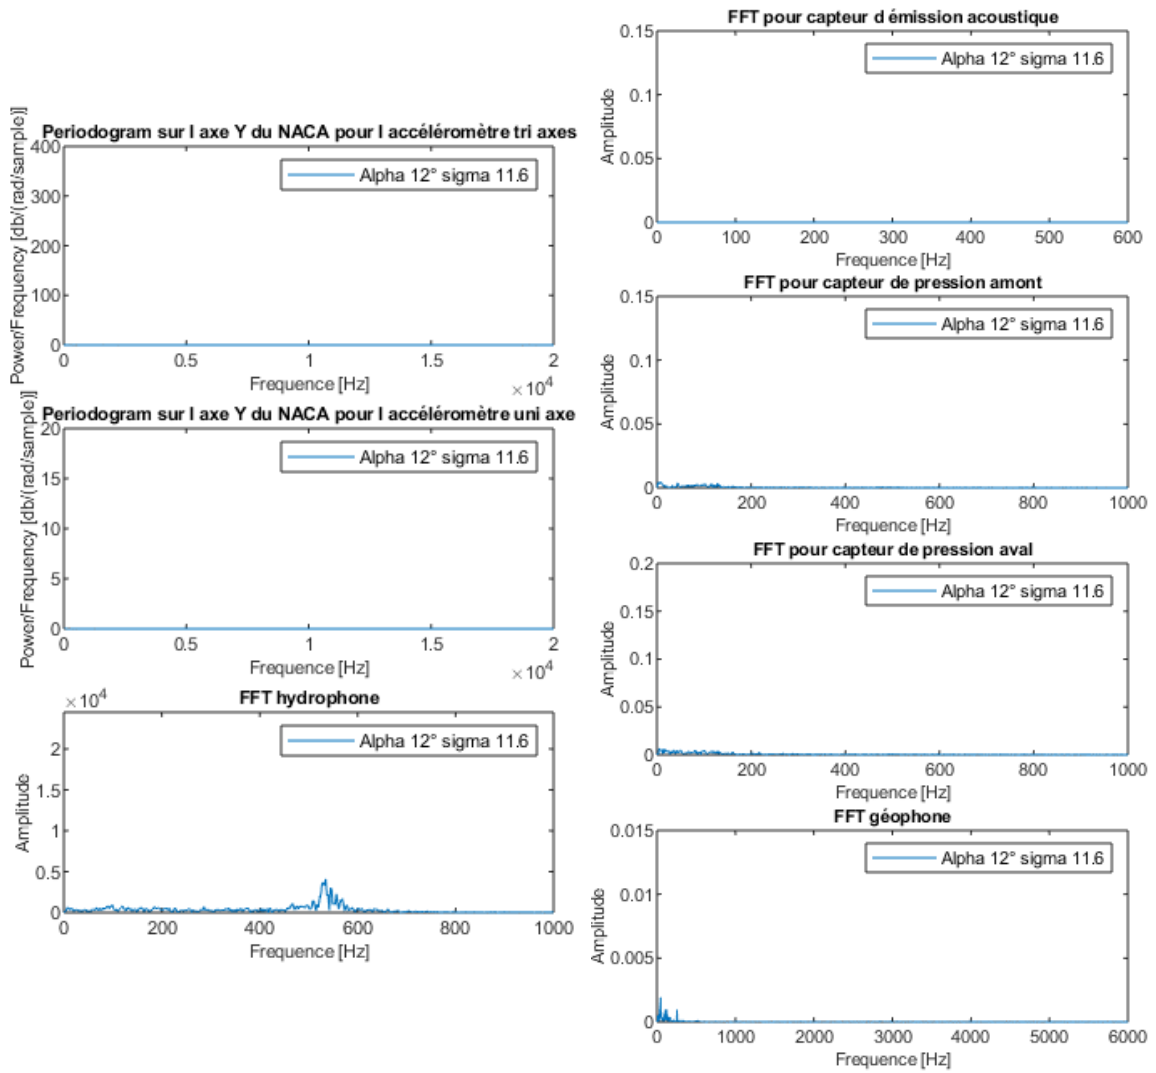 Periodogram sur l axe Y du NACA pour l accéléromètre tri axes
Power/Frequency [db/(rad/sample)]
400
300
200
100
0
Alpha 12° sigma 11.6
0 0.5 1 1.5 2
×10^4
Frequence [Hz]
Periodogram sur l axe Y du NACA pour l accéléromètre uni axe
Power/Frequency [db/(rad/sample)]
20
15
10
5
0
Alpha 12° sigma 11.6
0 0.5 1 1.5 2
×10^4
Frequence [Hz]
FFT hydrophone
×10^4
Amplitude
2
1.5
1
0.5
0
Alpha 12° sigma 11.6
0 200 400 600 800 1000
Frequence [Hz]
FFT pour capteur d émission acoustique
Amplitude
0.15
0.1
0.05
0
Alpha 12° sigma 11.6
0 100 200 300 400 500 600
Frequence [Hz]
FFT pour capteur de pression amont
Amplitude
0.15
0.1
0.05
0
Alpha 12° sigma 11.6
0 200 400 600 800 1000
Frequence [Hz]
FFT pour capteur de pression aval
Amplitude
0.2
0.15
0.1
0.05
0
Alpha 12° sigma 11.6
0 200 400 600 800 1000
Frequence [Hz]
FFT géophone
Amplitude
0.015
0.01
0.005
0
Alpha 12° sigma 11.6
0 1000 2000 3000 4000 5000 6000
Frequence [Hz]